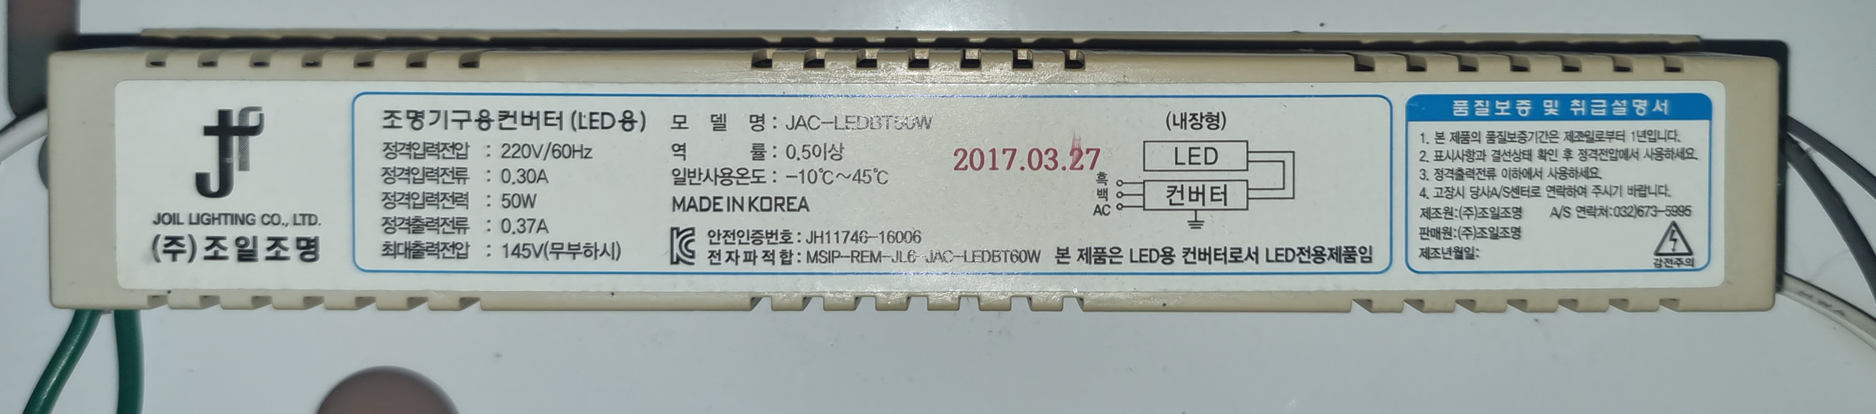 JOIL LIGHTING CO., LTD.
(주)조일조명
조명기구용컨버터 (LED용)
정격입력전압 : 220V/60Hz
정격입력전류 : 0.30A
정격입력전력 : 50W
정격출력전류 : 0.37A
최대출력전압 : 145V(무부하시)
모 델 명 :
역 률 : 0.5이상
일반사용온도 : -10℃~45℃
MADE IN KOREA
안전인증번호 : JH11746-16006
전자파적합 : MSIP-REM-JL6-JAC-LEDBT60W
2017.03.27
(내장형)
LED
흑
백
AC
컨버터
본 제품은 LED용 컨버터로서 LED전용제품임
품질보증 및 취급설명서
1. 본 제품의 품질보증기간은 제조일로부터 1년입니다.
2. 표시사항과 결선상태 확인 후 정격전압에서 사용하세요.
3. 정격출력전류 이하에서 사용하세요.
4. 고장시 당사A/S센터로 연락하여 주시기 바랍니다.
제조원:(주)조일조명 A/S 연락처:032)673-5995
판매원:(주)조일조명
제조년월일:
감전주의